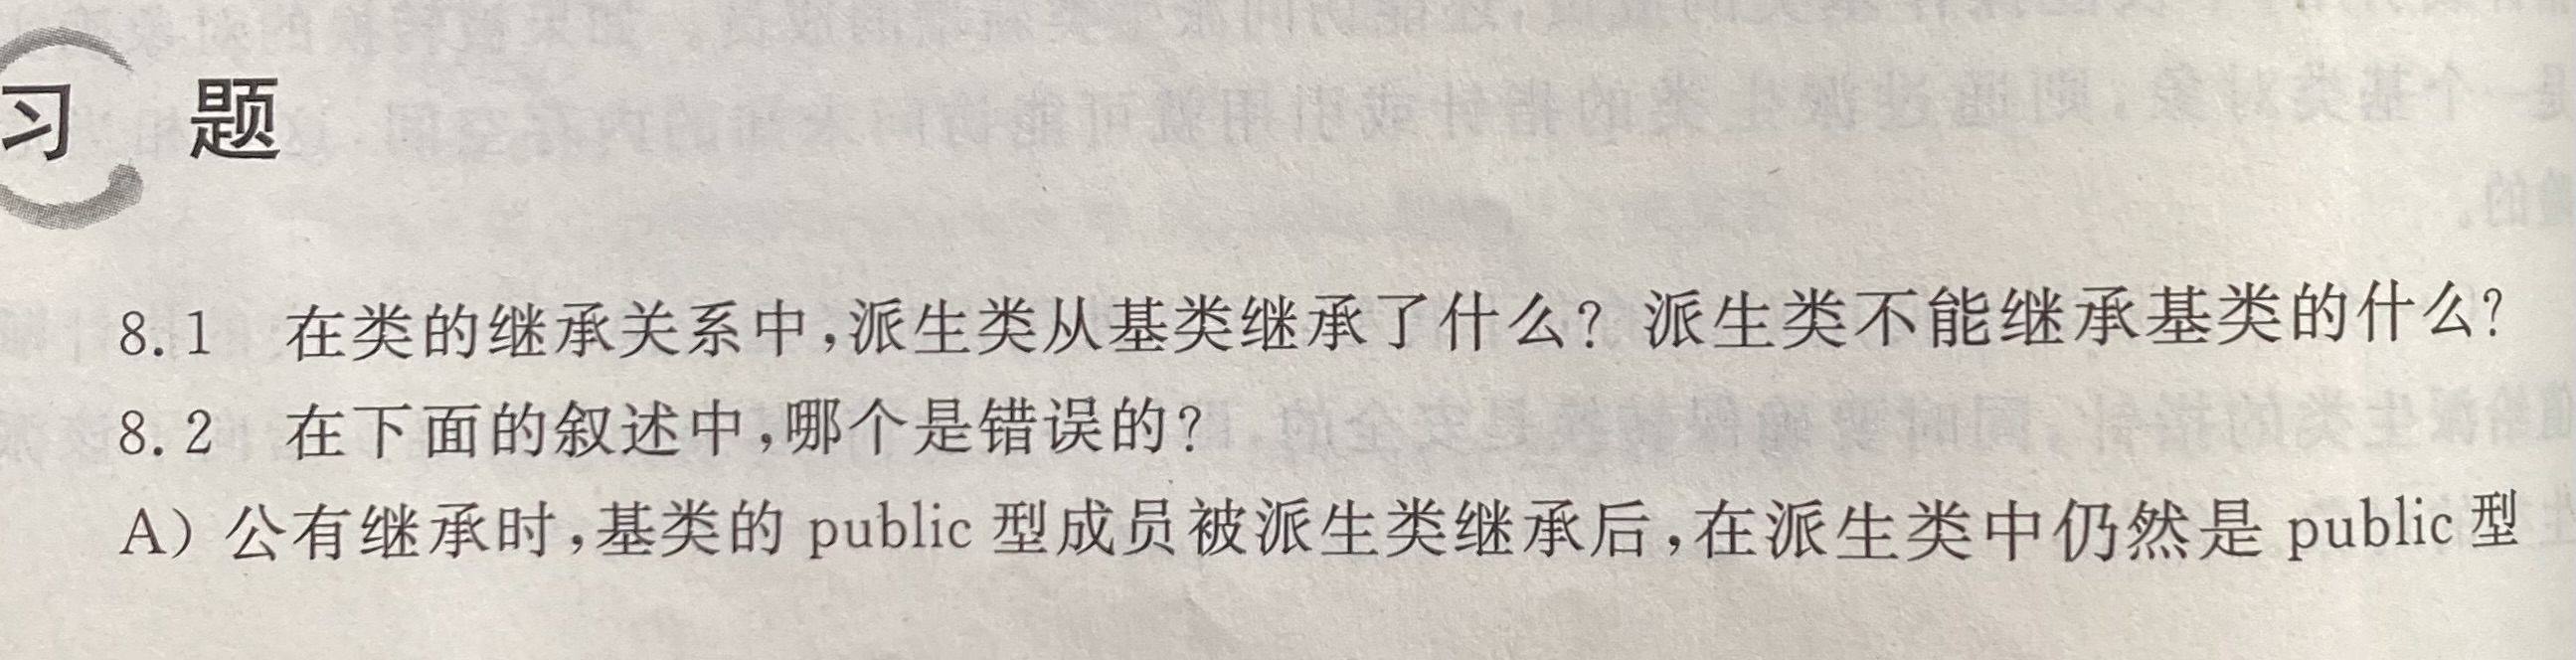 习 题
8.1 在类的继承关系中,派生类从基类继承了什么? 派生类不能继承基类的什么?
8.2 在下面的叙述中,哪个是错误的?
A) 公有继承时,基类的 public 型成员被派生类继承后,在派生类中仍然是 public 型